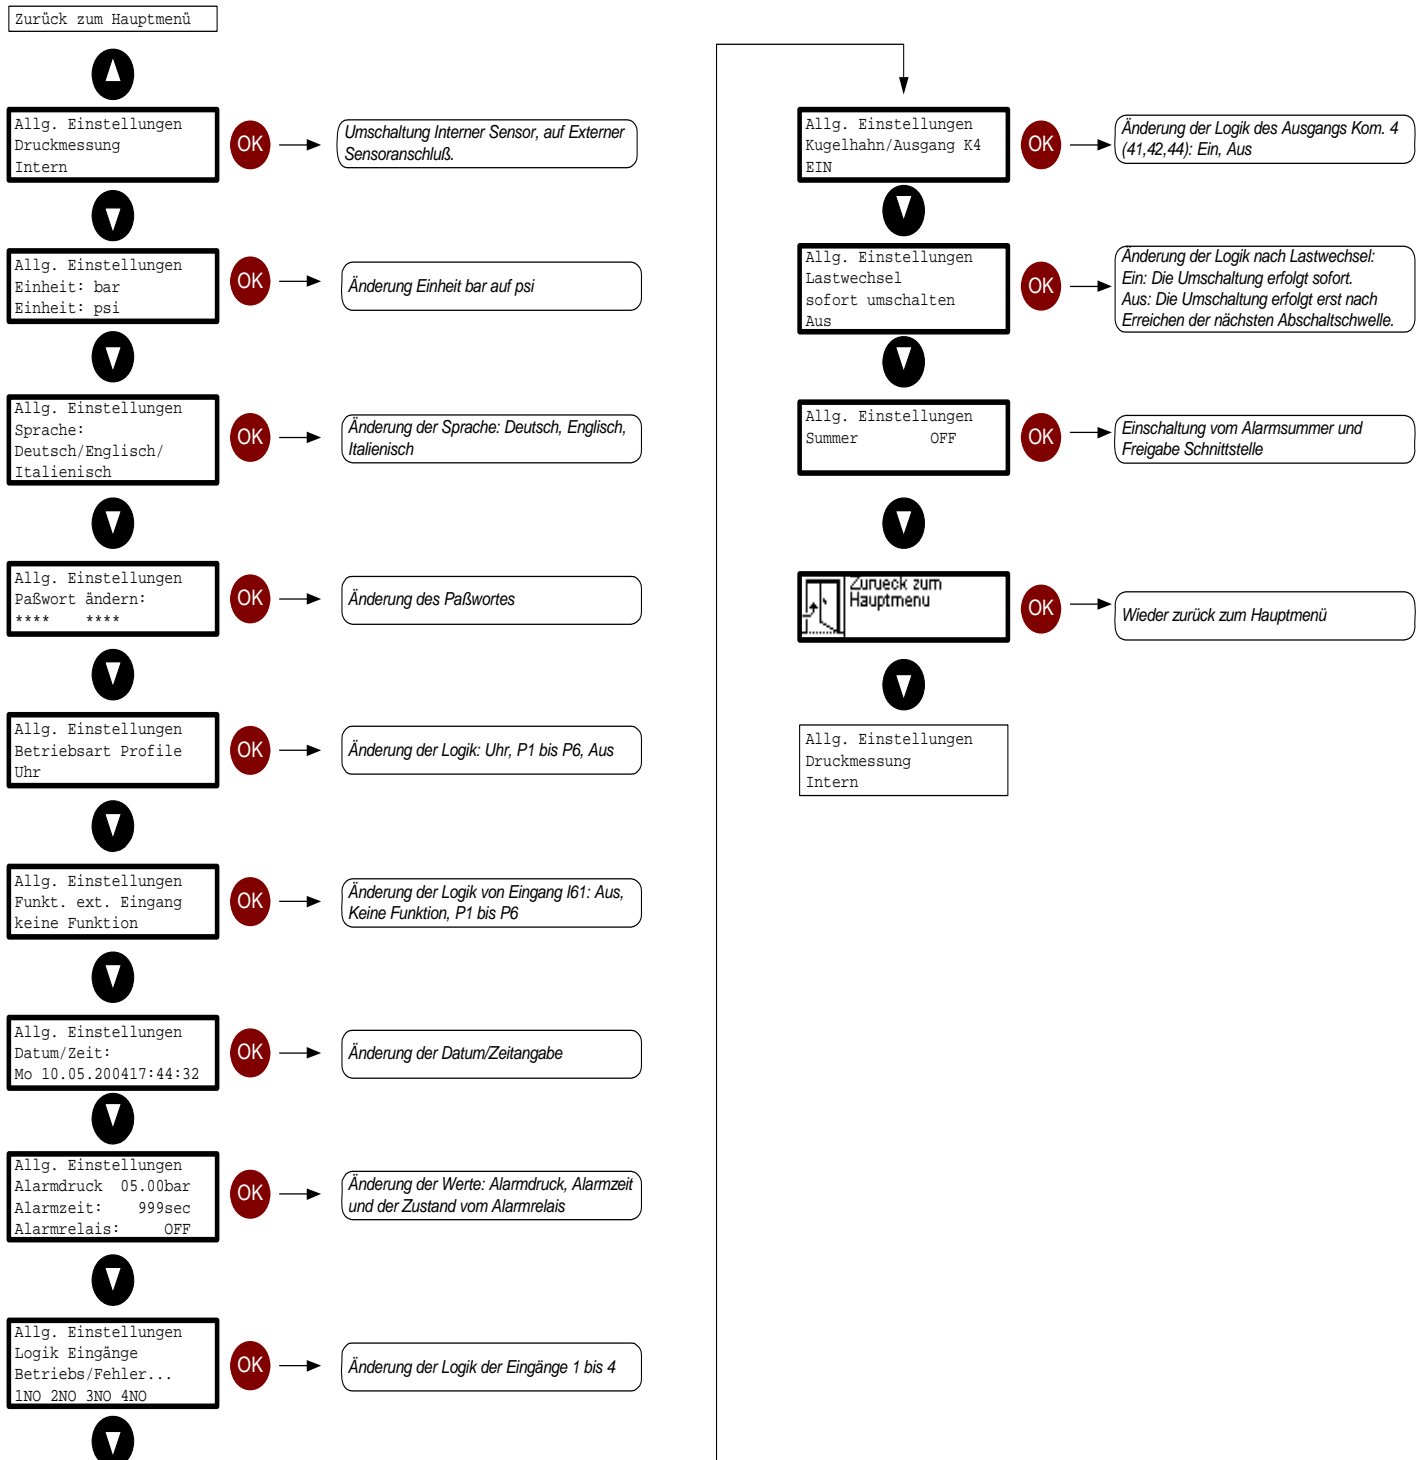 Zurück zum Hauptmenü
Allg. Einstellungen
Druckmessung
Intern
OK
Umschaltung Interner Sensor, auf Externer
Sensoranschluß.
Allg. Einstellungen
Einheit: bar
Einheit: psi
OK
Änderung Einheit bar auf psi
Allg. Einstellungen
Sprache:
Deutsch/Englisch/
Italienisch
OK
Änderung der Sprache: Deutsch, Englisch,
Italienisch
Allg. Einstellungen
Paßwort ändern:
**** ****
OK
Änderung des Paßwortes
Allg. Einstellungen
Betriebsart Profile
Uhr
OK
Änderung der Logik: Uhr, P1 bis P6, Aus
Allg. Einstellungen
Funkt. ext. Eingang
keine Funktion
OK
Änderung der Logik von Eingang I61: Aus,
Keine Funktion, P1 bis P6
Allg. Einstellungen
Datum/Zeit:
Mo 10.05.200417:44:32
OK
Änderung der Datum/Zeitangabe
Allg. Einstellungen
Alarmdruck 05.00bar
Alarmzeit: 999sec
Alarmrelais: OFF
OK
Änderung der Werte: Alarmdruck, Alarmzeit
und der Zustand vom Alarmrelais
Allg. Einstellungen
Logik Eingänge
Betriebs/Fehler...
1NO 2NO 3NO 4NO
OK
Änderung der Logik der Eingänge 1 bis 4
Allg. Einstellungen
Kugelhahn/Ausgang K4
EIN
OK
Änderung der Logik des Ausgangs Kom. 4
(41,42,44): Ein, Aus
Allg. Einstellungen
Lastwechsel
sofort umschalten
Aus
OK
Änderung der Logik nach Lastwechsel:
Ein: Die Umschaltung erfolgt sofort.
Aus: Die Umschaltung erfolgt erst nach
Erreichen der nächsten Abschaltschwelle.
Allg. Einstellungen
Summer OFF
OK
Einschaltung vom Alarmsummer und
Freigabe Schnittstelle
Zurueck zum
Hauptmenu
OK
Wieder zurück zum Hauptmenü
Allg. Einstellungen
Druckmessung
Intern